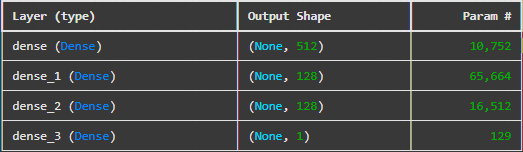 Layer (type) Output Shape Param #
dense (Dense) (None, 512) 10,752
dense_1 (Dense) (None, 128) 65,664
dense_2 (Dense) (None, 128) 16,512
dense_3 (Dense) (None, 1) 129